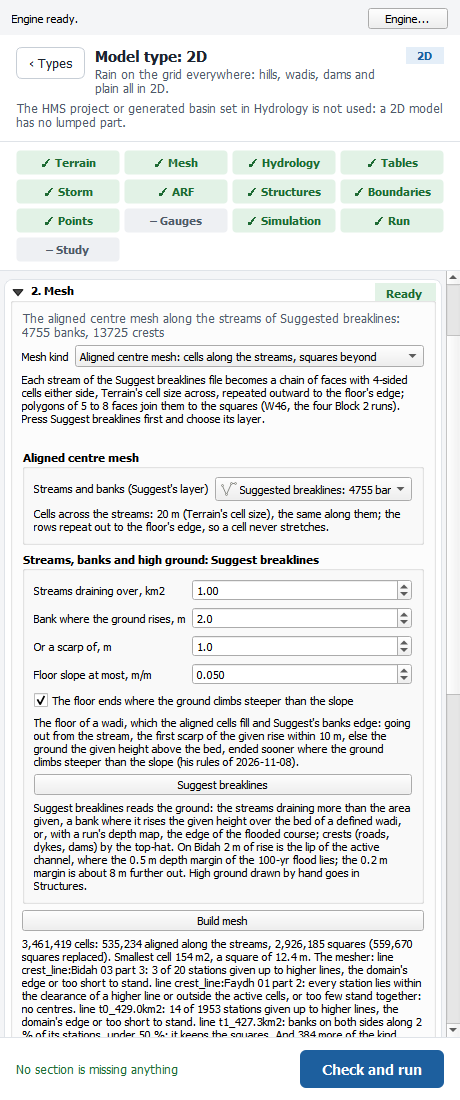 Engine ready.
Engine...
‹ Types
Model type: 2D
2D
Rain on the grid everywhere: hills, wadis, dams and
plain all in 2D.
The HMS project or generated basin set in Hydrology is not used: a 2D model
has no lumped part.
✓ Terrain
✓ Mesh
✓ Hydrology
✓ Tables
✓ Storm
✓ ARF
✓ Structures
✓ Boundaries
✓ Points
– Gauges
✓ Simulation
✓ Run
– Study
2. Mesh
Ready
The aligned centre mesh along the streams of Suggested breaklines:
4755 banks, 13725 crests
Mesh kind
Aligned centre mesh: cells along the streams, squares beyond
Each stream of the Suggest breaklines file becomes a chain of faces with 4-sided
cells either side, Terrain's cell size across, repeated outward to the floor's edge;
polygons of 5 to 8 faces join them to the squares (W46, the four Block 2 runs).
Press Suggest breaklines first and choose its layer.
Aligned centre mesh
Streams and banks (Suggest's layer)
Suggested breaklines: 4755 bar
Cells across the streams: 20 m (Terrain's cell size), the same along them; the
rows repeat out to the floor's edge, so a cell never stretches.
Streams, banks and high ground: Suggest breaklines
Streams draining over, km2
1.00
Bank where the ground rises, m
2.0
Or a scarp of, m
1.0
Floor slope at most, m/m
0.050
✓ The floor ends where the ground climbs steeper than the slope
The floor of a wadi, which the aligned cells fill and Suggest's banks edge: going
out from the stream, the first scarp of the given rise within 10 m, else the
ground the given height above the bed, ended sooner where the ground
climbs steeper than the slope (his rules of 2026-11-08).
Suggest breaklines
Suggest breaklines reads the ground: the streams draining more than the area
given, a bank where it rises the given height over the bed of a defined wadi,
or, with a run's depth map, the edge of the flooded course; crests (roads,
dykes, dams) by the top-hat. On Bidah 2 m of rise is the lip of the active
channel, where the 0.5 m depth margin of the 100-yr flood lies; the 0.2 m
margin is about 8 m further out. High ground drawn by hand goes in
Structures.
Build mesh
3,461,419 cells: 535,234 aligned along the streams, 2,926,185 squares (559,670
squares replaced). Smallest cell 154 m2, a square of 12.4 m. The mesher: line
crest_line:Bidah 03 part 3: 3 of 20 stations given up to higher lines, the domain's
edge or too short to stand. line crest_line:Faydh 01 part 2: every station lies within
the clearance of a higher line or outside the active cells, or too few stand together:
no centres. line t0_429.0km2: 14 of 1953 stations given up to higher lines, the
domain's edge or too short to stand. line t1_427.3km2: banks on both sides along 2
% of its stations, under 50 %: it keeps the squares. And 384 more of the kind
No section is missing anything
Check and run